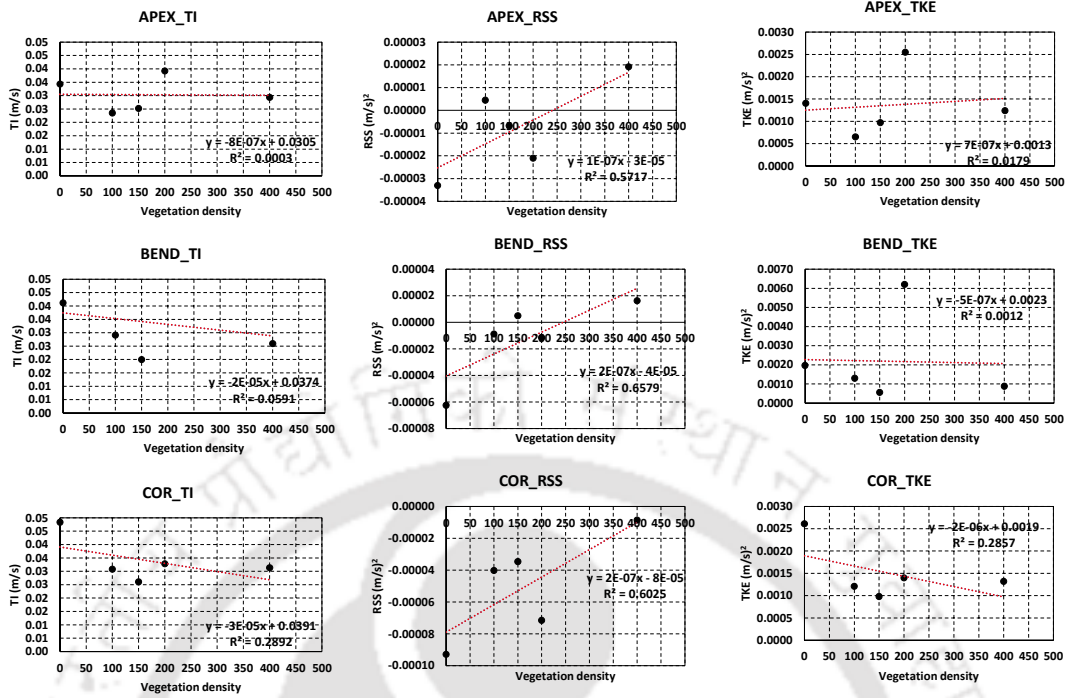 APEX_TI
0.05
0.05
0.04
0.04
0.03
0.03
0.02
0.02
0.01
0.01
0.00
TI (m/s)
y = -8E-07x + 0.0305
R² = 0.0003
0 50 100 150 200 250 300 350 400 450 500
Vegetation density
APEX_RSS
0.00003
0.00002
0.00001
0.00000
-0.00001
-0.00002
-0.00003
-0.00004
RSS (m/s)²
0 50 100 150 200 250 300 350 400 450 500
y = 1E-07x - 3E-05
R² = 0.5717
Vegetation density
APEX_TKE
0.0030
0.0025
0.0020
0.0015
0.0010
0.0005
0.0000
TKE (m/s)²
y = 7E-07x + 0.0013
R² = 0.0179
0 50 100 150 200 250 300 350 400 450 500
Vegetation density
BEND_TI
0.05
0.05
0.04
0.04
0.03
0.03
0.02
0.02
0.01
0.01
0.00
TI (m/s)
y = -2E-05x + 0.0374
R² = 0.0591
0 50 100 150 200 250 300 350 400 450 500
Vegetation density
BEND_RSS
0.00004
0.00002
0.00000
-0.00002
-0.00004
-0.00006
-0.00008
RSS (m/s)²
0 50 100 150 200 250 300 350 400 450 500
y = 2E-07x - 4E-05
R² = 0.6579
Vegetation density
BEND_TKE
0.0070
0.0060
0.0050
0.0040
0.0030
0.0020
0.0010
0.0000
TKE (m/s)²
y = -5E-07x + 0.0023
R² = 0.0012
0 50 100 150 200 250 300 350 400 450 500
Vegetation density
COR_TI
0.05
0.05
0.04
0.04
0.03
0.03
0.02
0.02
0.01
0.01
0.00
TI (m/s)
y = -3E-05x + 0.0391
R² = 0.2892
0 50 100 150 200 250 300 350 400 450 500
Vegetation density
COR_RSS
0.00000
-0.00002
-0.00004
-0.00006
-0.00008
-0.00010
RSS (m/s)²
0 50 100 150 200 250 300 350 400 450 500
y = 2E-07x - 8E-05
R² = 0.6025
Vegetation density
COR_TKE
0.0030
0.0025
0.0020
0.0015
0.0010
0.0005
0.0000
TKE (m/s)²
y = -2E-06x + 0.0019
R² = 0.2857
0 50 100 150 200 250 300 350 400 450 500
Vegetation density